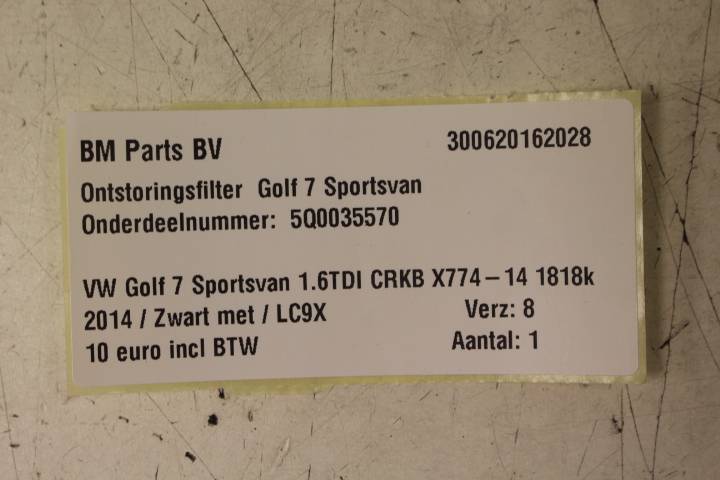 BM Parts BV 300620162028
Ontstoringsfilter Golf 7 Sportsvan
Onderdeelnummer: 5Q0035570
VW Golf 7 Sportsvan 1.6TDI CRKB X774-14 1818k
2014 / Zwart met / LC9X Verz: 8
10 euro incl BTW Aantal: 1